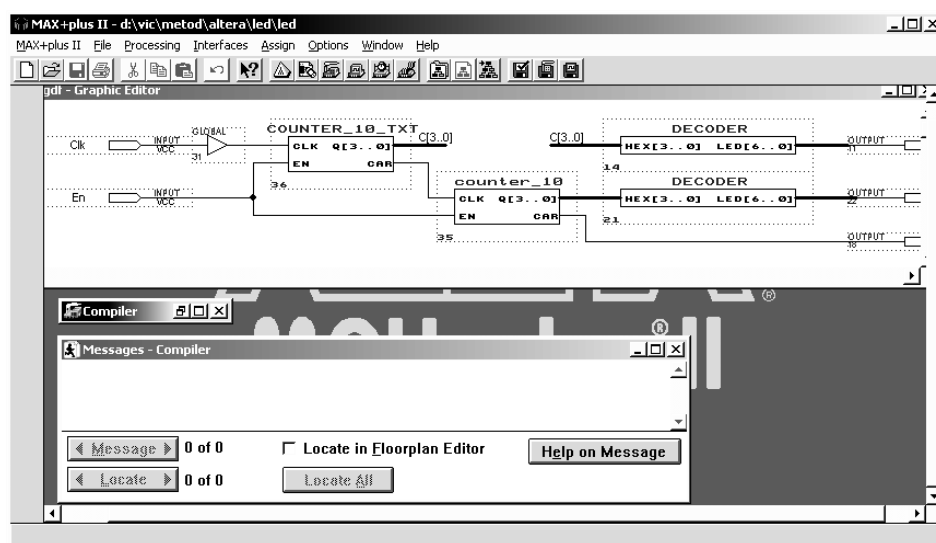 MAX+plus II - d:\vic\metod\altera\led\led
MAX+plus II File Processing Interfaces Assign Options Window Help
gdf - Graphic Editor
Clk INPUT VCC GLOBAL 31
COUNTER_10_TXT
CLK Q[3..0]
EN CAR
36
C[3..0]
C[3..0]
DECODER
HEX[3..0] LED[6..0]
14
OUTPUT
11
En INPUT VCC
counter_10
CLK Q[3..0]
EN CAR
35
DECODER
HEX[3..0] LED[6..0]
21
OUTPUT
22
OUTPUT
®
®
Compiler
Messages - Compiler
Message 0 of 0
Locate in Floorplan Editor
Help on Message
Locate 0 of 0
Locate All